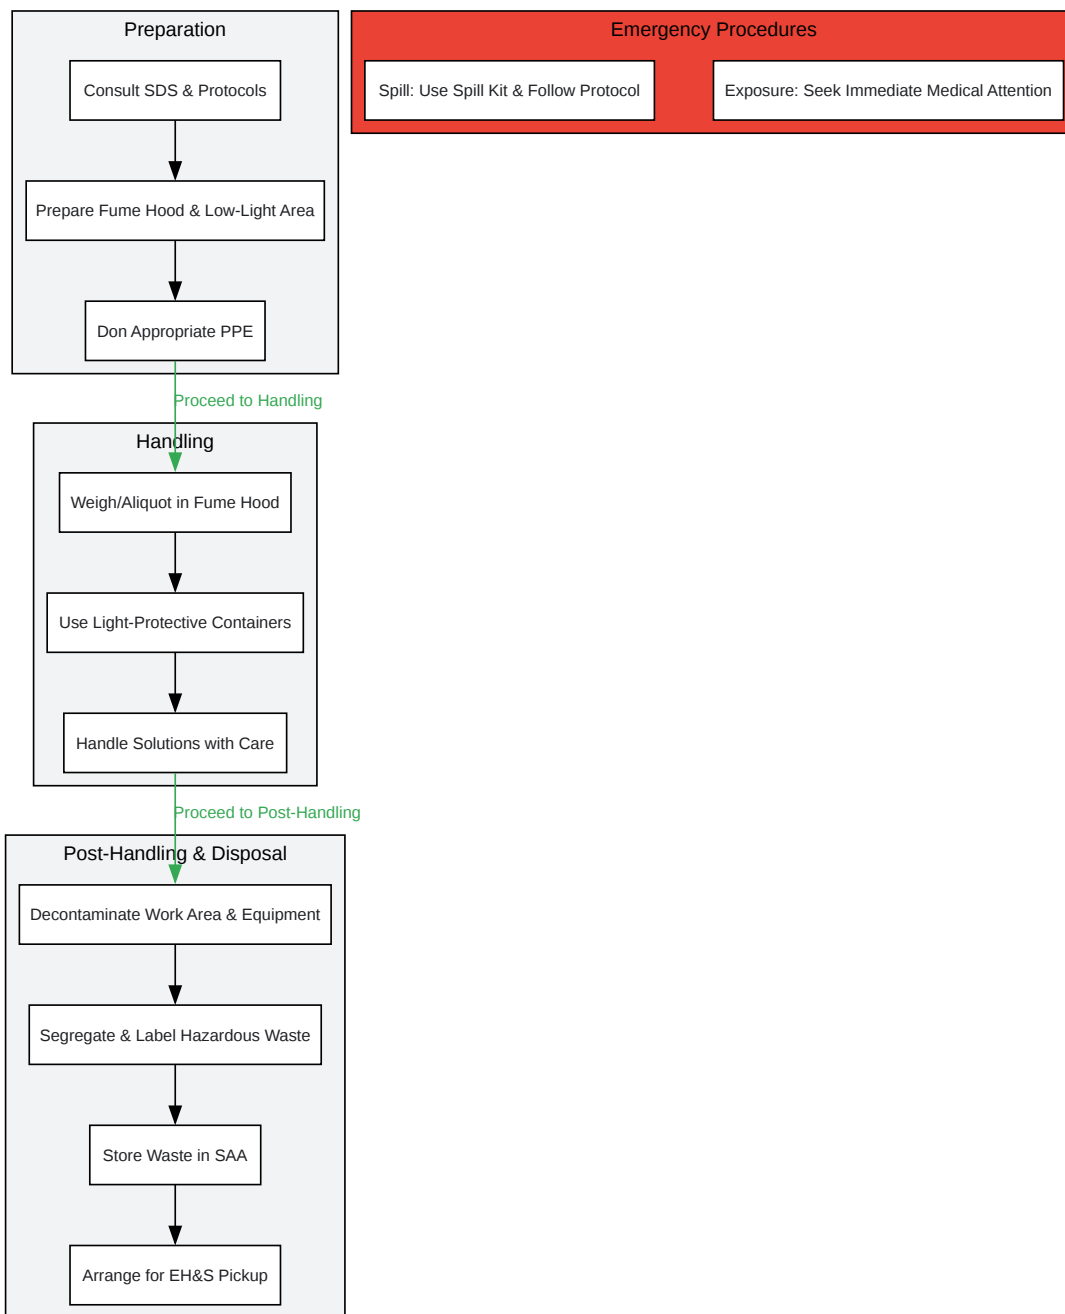 Preparation
Consult SDS & Protocols
Prepare Fume Hood & Low-Light Area
Don Appropriate PPE
Proceed to Handling
Handling
Weigh/Aliquot in Fume Hood
Use Light-Protective Containers
Handle Solutions with Care
Proceed to Post-Handling
Post-Handling & Disposal
Decontaminate Work Area & Equipment
Segregate & Label Hazardous Waste
Store Waste in SAA
Arrange for EH&S Pickup
Emergency Procedures
Spill: Use Spill Kit & Follow Protocol
Exposure: Seek Immediate Medical Attention